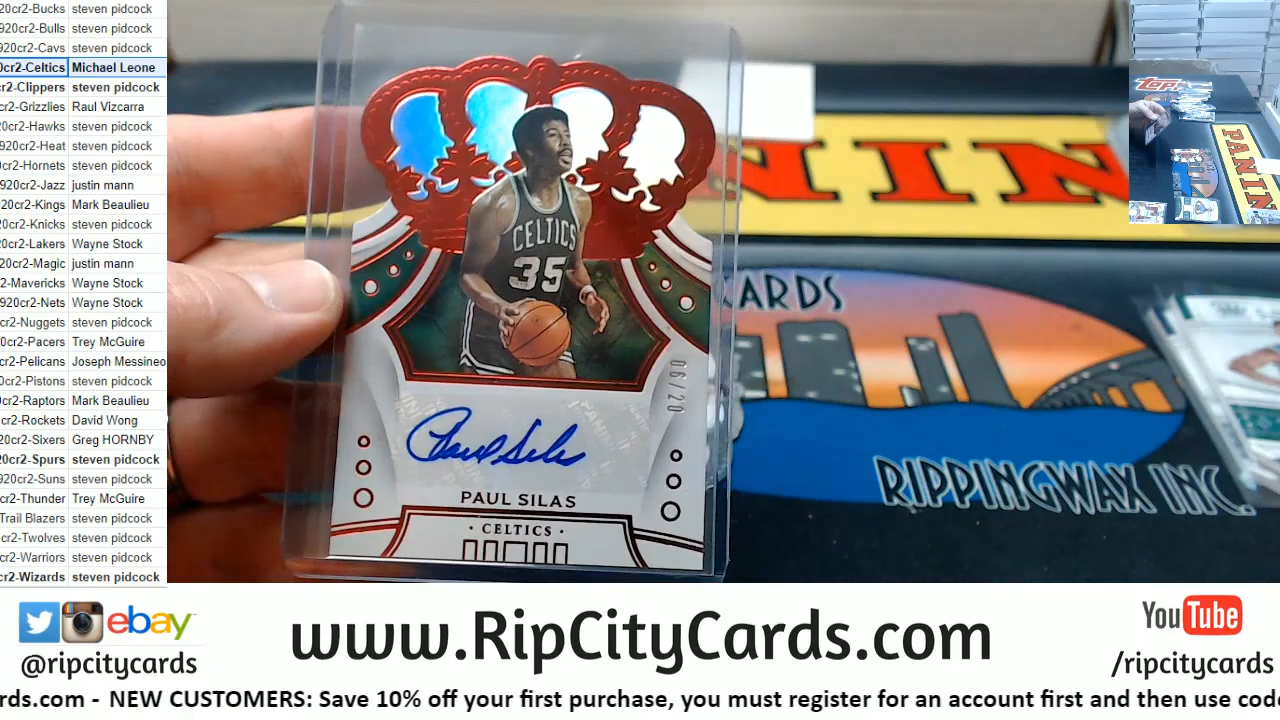 20cr2-Bucks steven pidcock
920cr2-Bulls steven pidcock
920cr2-Cavs steven pidcock
0cr2-Celtics Michael Leone
cr2-Clippers steven pidcock
cr2-Grizzlies Raul Vizcarra
20cr2-Hawks steven pidcock
920cr2-Heat steven pidcock
0cr2-Hornets steven pidcock
920cr2-Jazz justin mann
20cr2-Kings Mark Beaulieu
20cr2-Knicks steven pidcock
20cr2-Lakers Wayne Stock
20cr2-Magic justin mann
2-Mavericks Wayne Stock
920cr2-Nets Wayne Stock
cr2-Nuggets steven pidcock
0cr2-Pacers Trey McGuire
cr2-Pelicans Joseph Messineo
0cr2-Pistons steven pidcock
cr2-Raptors Mark Beaulieu
cr2-Rockets David Wong
20cr2-Sixers Greg HORNBY
20cr2-Spurs steven pidcock
920cr2-Suns steven pidcock
cr2-Thunder Trey McGuire
Trail Blazers steven pidcock
cr2-Twolves steven pidcock
cr2-Warriors steven pidcock
cr2-Wizards steven pidcock
CELTICS
35
06/20
Paul Silas
PAUL SILAS
· CELTICS ·
NINI
CARDS
RIPPINGWAX INC.
Topps
PANIN
ebay
@ripcitycards
www.RipCityCards.com
YouTube
/ripcitycards
rds.com - NEW CUSTOMERS: Save 10% off your first purchase, you must register for an account first and then use code